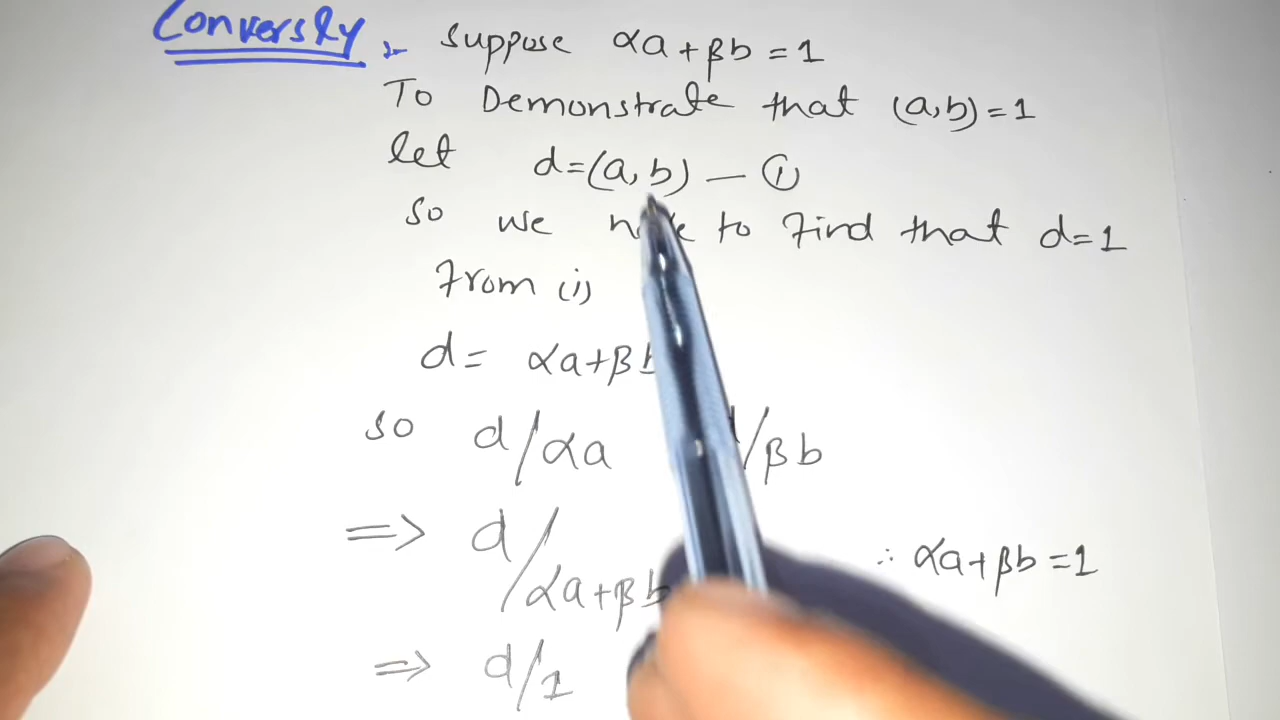 Conversly :- Suppose αa + βb = 1
To Demonstrate that (a,b) = 1
let d = (a, b) — ①
so we to Find that d = 1
From (i)
d = αa + β
so d/αa /βb
=> d/αa+βb ∴ αa + βb = 1
=> d/1